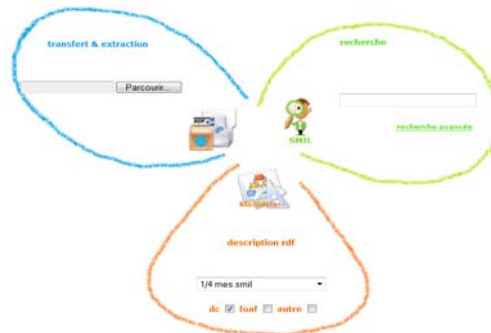 transfert & extraction
Parcourir...
recherche
recherche avancée
SMIL
description rdf
1/4 mes smil
dc foaf autre